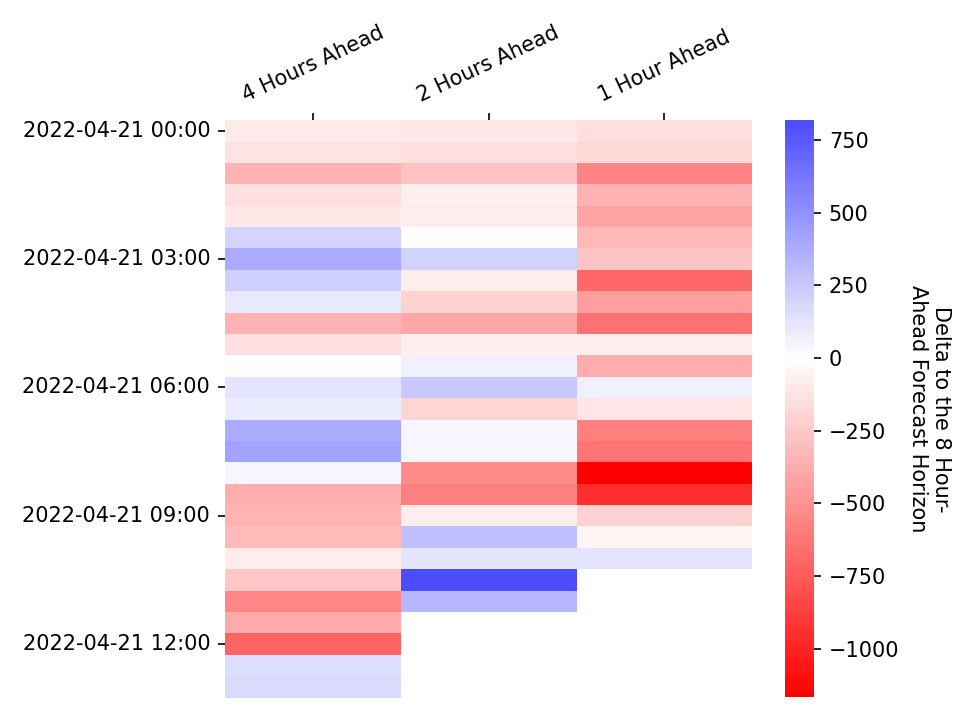 4 Hours Ahead
2 Hours Ahead
1 Hour Ahead
2022-04-21 00:00
2022-04-21 03:00
2022-04-21 06:00
2022-04-21 09:00
2022-04-21 12:00
750
500
250
0
−250
−500
−750
−1000
Delta to the 8 Hour-
Ahead Forecast Horizon